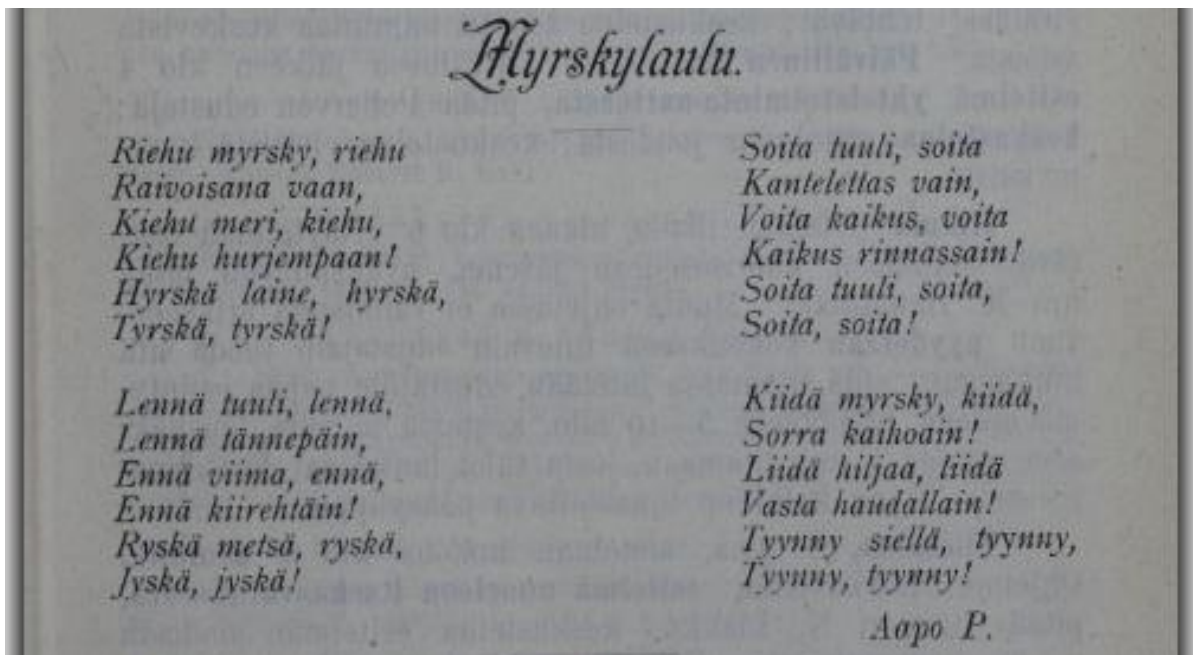 Myrskylaulu.
Riehu myrsky, riehu
Raivoisana vaan,
Kiehu meri, kiehu,
Kiehu hurjempaan!
Hyrskä laine, hyrskä,
Tyrskä, tyrskä!
Lennä tuuli, lennä,
Lennä tännepäin,
Ennä viima, ennä,
Ennä kiirehtäin!
Ryskä metsä, ryskä,
Jyskä, jyskä!
Soita tuuli, soita
Kantelettas vain,
Voita kaikus, voita
Kaikus rinnassain!
Soita tuuli, soita,
Soita, soita!
Kiidä myrsky, kiidä,
Sorra kaihoain!
Liidä hiljaa, liidä
Vasta haudallain!
Tyynny siellä, tyynny,
Tyynny, tyynny!
Aapo P.